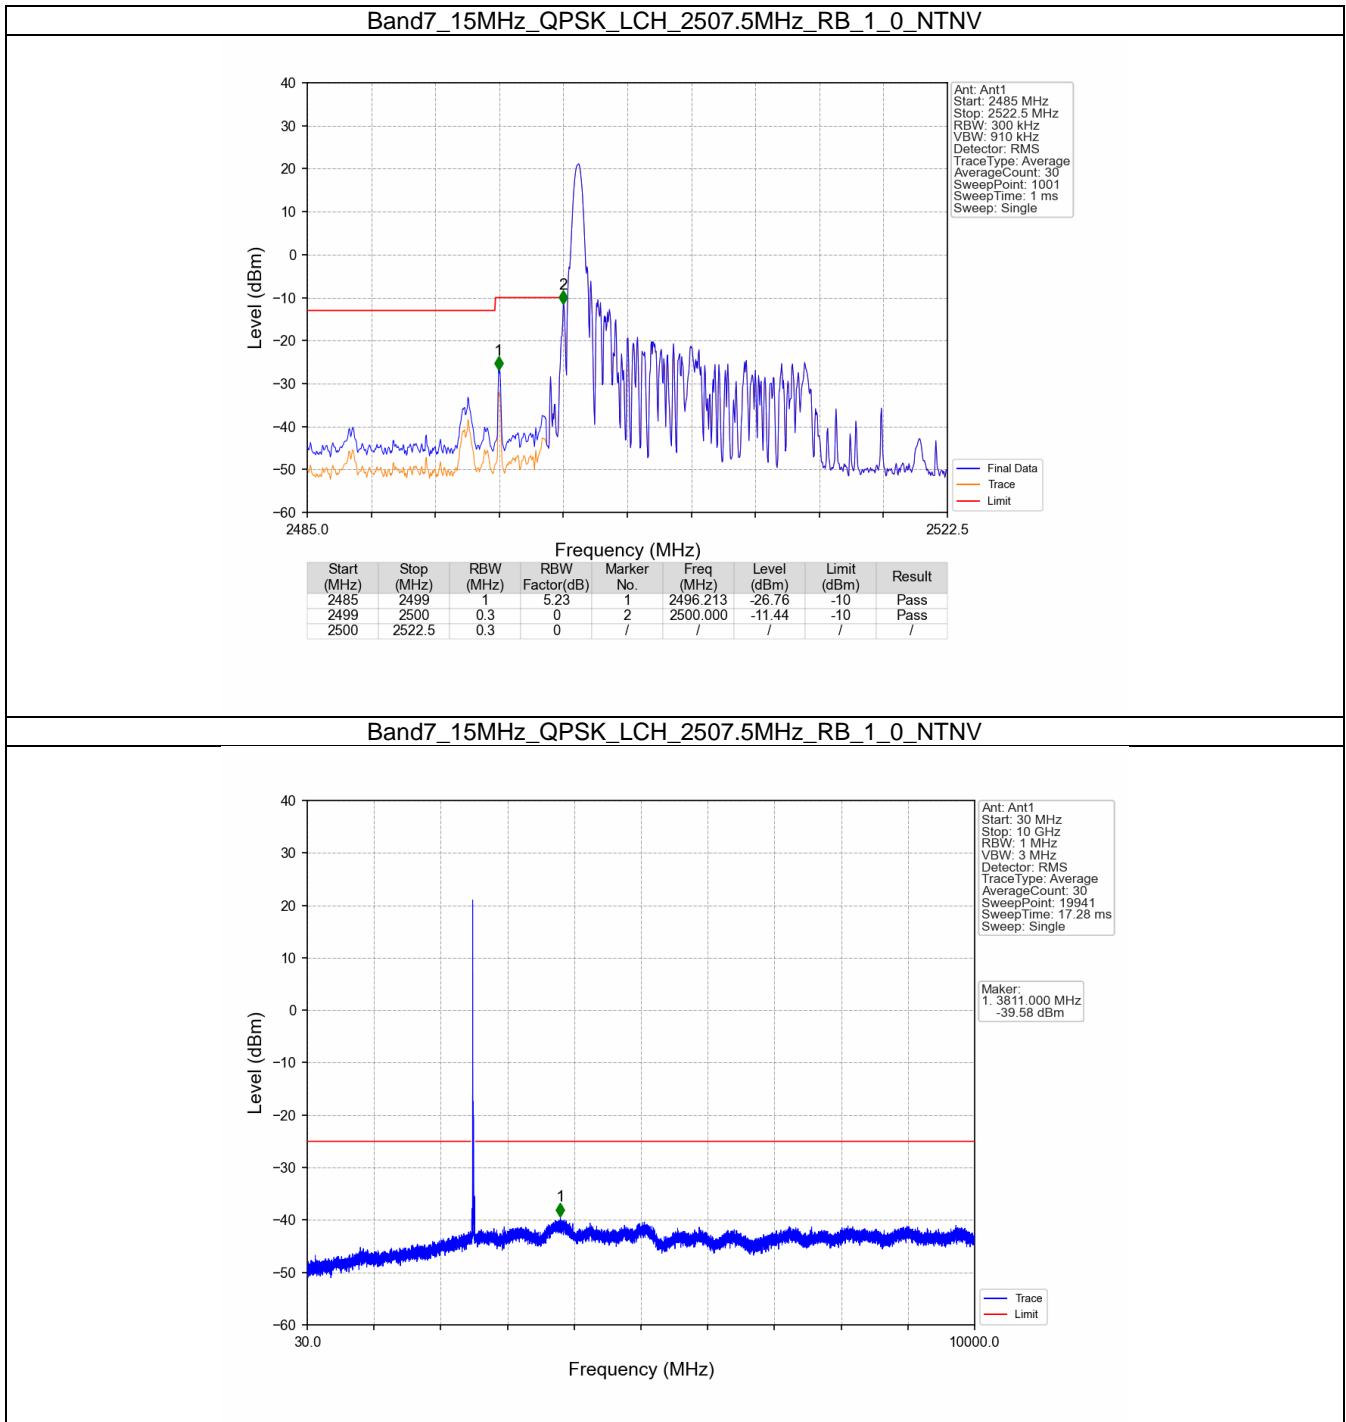 Band7_15MHz_QPSK_LCH_2507.5MHz_RB_1_0_NTNV
40
30
20
10
0
−10
−20
−30
−40
−50
−60
Level (dBm)
1
2
2485.0
2522.5
Frequency (MHz)
Ant: Ant1
Start: 2485 MHz
Stop: 2522.5 MHz
RBW: 300 kHz
VBW: 910 kHz
Detector: RMS
TraceType: Average
AverageCount: 30
SweepPoint: 1001
SweepTime: 1 ms
Sweep: Single
Final Data
Trace
Limit
Start (MHz) Stop (MHz) RBW (MHz) RBW Factor(dB) Marker No. Freq (MHz) Level (dBm) Limit (dBm) Result
2485 2499 1 5.23 1 2496.213 -26.76 -10 Pass
2499 2500 0.3 0 2 2500.000 -11.44 -10 Pass
2500 2522.5 0.3 0 / / / / /
Band7_15MHz_QPSK_LCH_2507.5MHz_RB_1_0_NTNV
40
30
20
10
0
−10
−20
−30
−40
−50
−60
Level (dBm)
1
30.0
10000.0
Frequency (MHz)
Ant: Ant1
Start: 30 MHz
Stop: 10 GHz
RBW: 1 MHz
VBW: 3 MHz
Detector: RMS
TraceType: Average
AverageCount: 30
SweepPoint: 19941
SweepTime: 17.28 ms
Sweep: Single
Maker:
1. 3811.000 MHz
-39.58 dBm
Trace
Limit